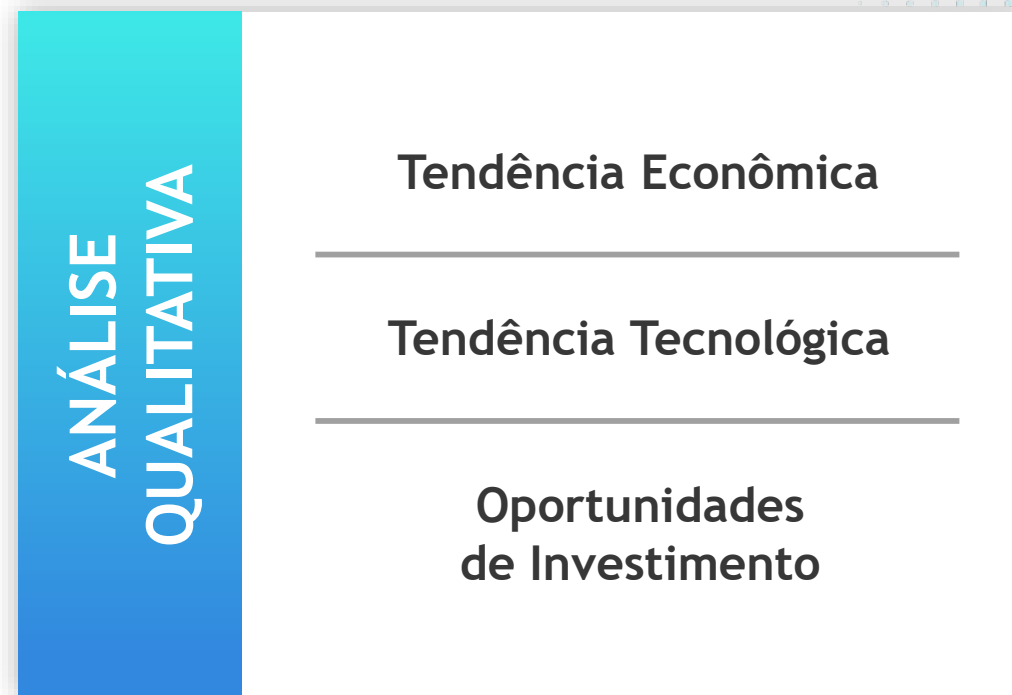 ANÁLISE
QUALITATIVA
Tendência Econômica
Tendência Tecnológica
Oportunidades
de Investimento